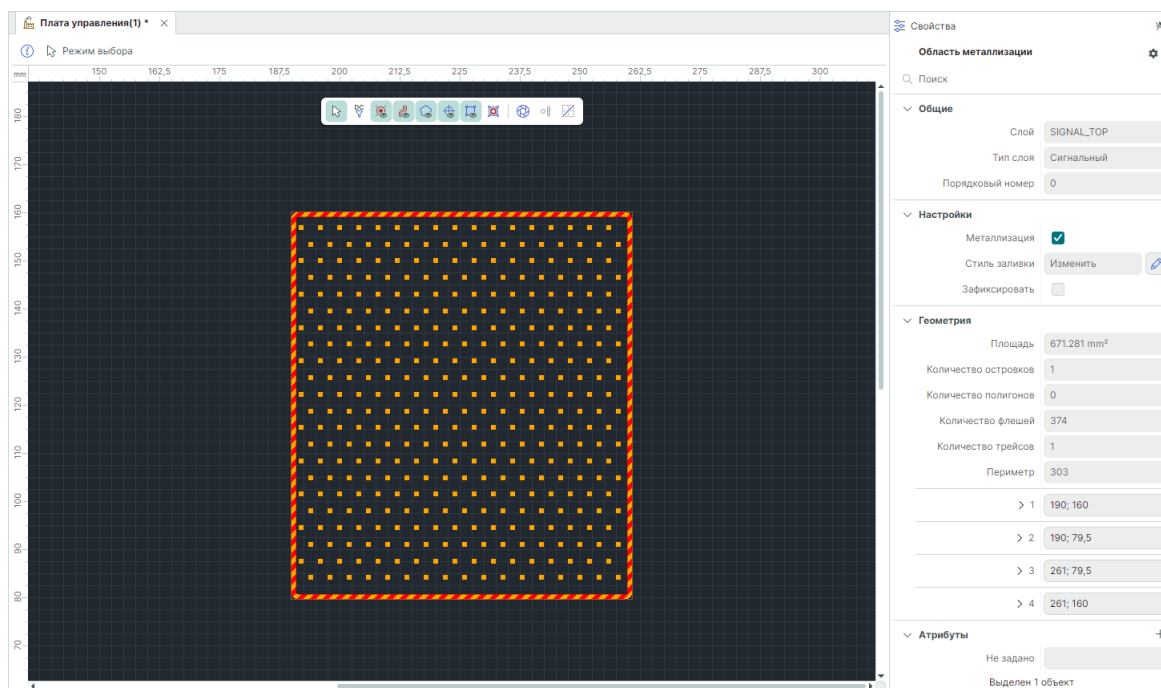 Плата управления(1) *
Свойства
Режим выбора
Область металлизации
mm 150 162,5 175 187,5 200 212,5 225 237,5 250 262,5 275 287,5 300
Поиск
DC
180
170
160
150
140
130
120
110
100
90
80
70
Общие
Слой SIGNAL_TOP
Тип слоя Сигнальный
Порядковый номер 0
Настройки
Металлизация
Стиль заливки Изменить
Зафиксировать
Геометрия
Площадь 671.281 mm²
Количество островков 1
Количество полигонов 0
Количество флешей 374
Количество трейсов 1
Периметр 303
1 190; 160
2 190; 79,5
3 261; 79,5
4 261; 160
Атрибуты
Не задано
Выделен 1 объект